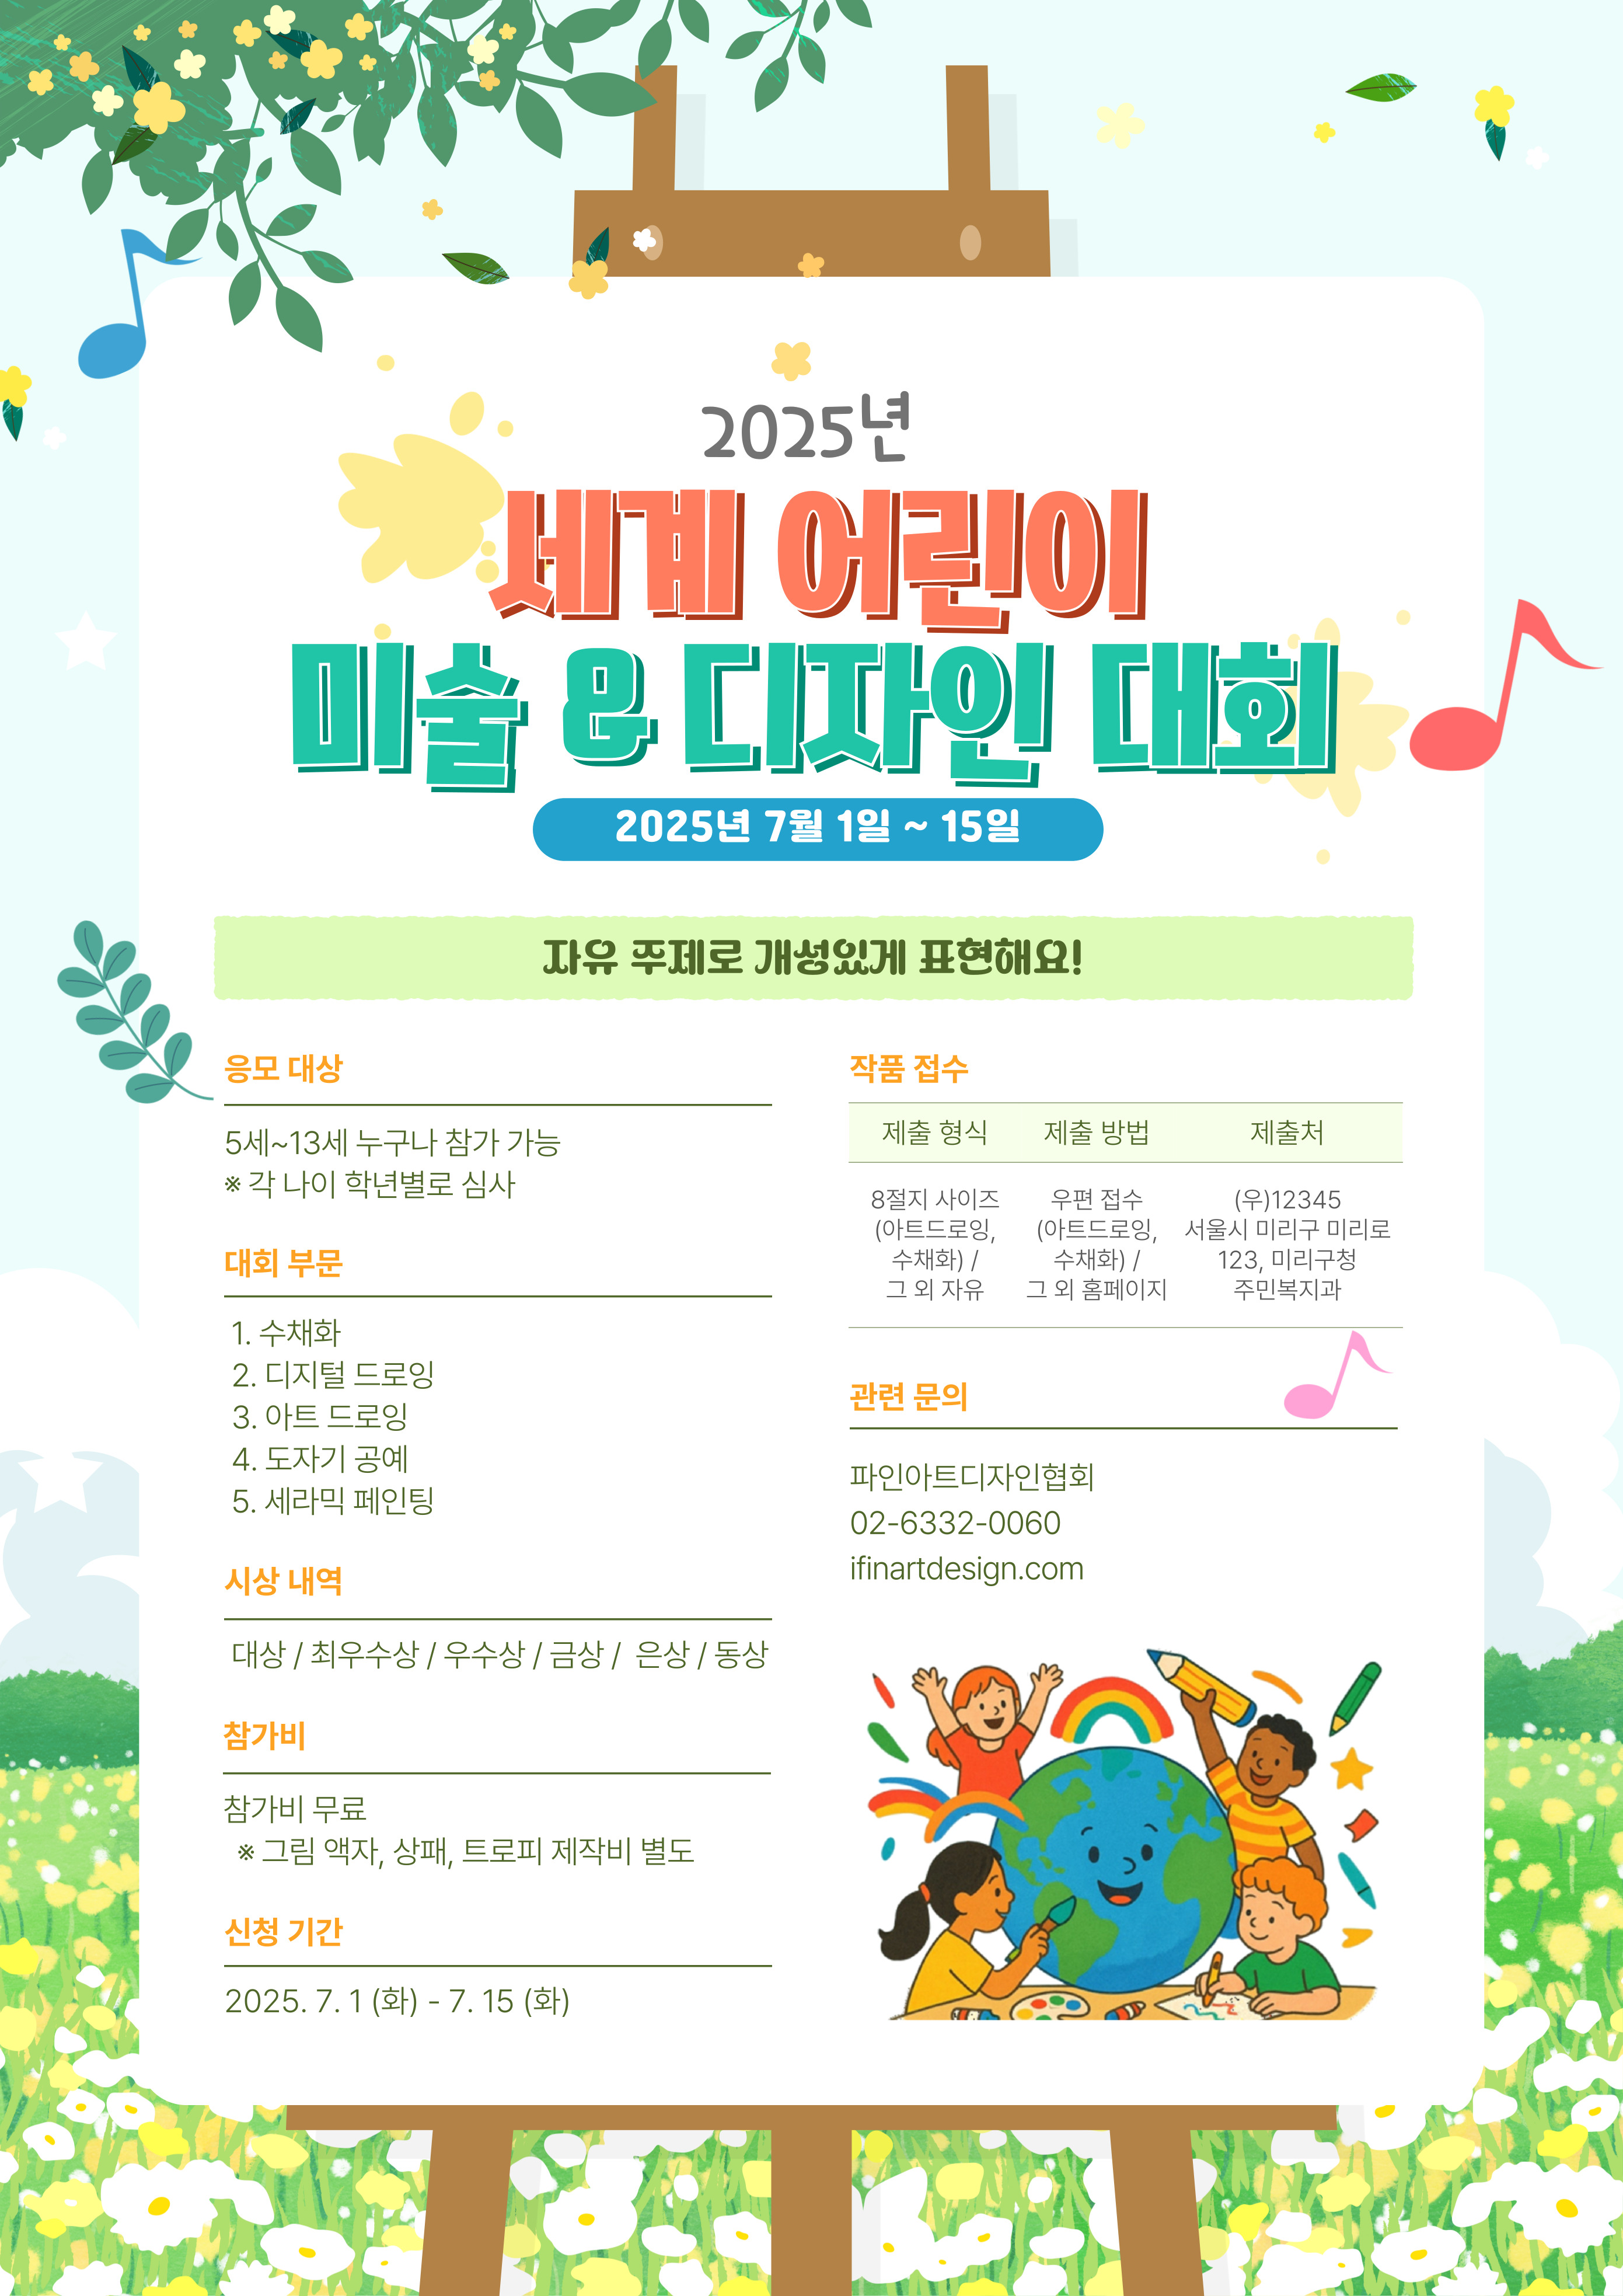 2025년
세계 어린이
미술 & 디자인 대회
2025년 7월 1일 ~ 15일
자유 주제로 개성있게 표현해요!
응모 대상
5세~13세 누구나 참가 가능
※ 각 나이 학년별로 심사
대회 부문
1. 수채화
2. 디지털 드로잉
3. 아트 드로잉
4. 도자기 공예
5. 세라믹 페인팅
시상 내역
대상 / 최우수상 / 우수상 / 금상 / 은상 / 동상
참가비
참가비 무료
※ 그림 액자, 상패, 트로피 제작비 별도
신청 기간
2025. 7. 1 (화) - 7. 15 (화)
작품 접수
제출 형식 제출 방법 제출처
8절지 사이즈 우편 접수 (우)12345
(아트드로잉, (아트드로잉, 서울시 미리구 미리로
수채화) / 수채화) / 123, 미리구청
그 외 자유 그 외 홈페이지 주민복지과
관련 문의
파인아트디자인협회
02-6332-0060
ifinartdesign.com